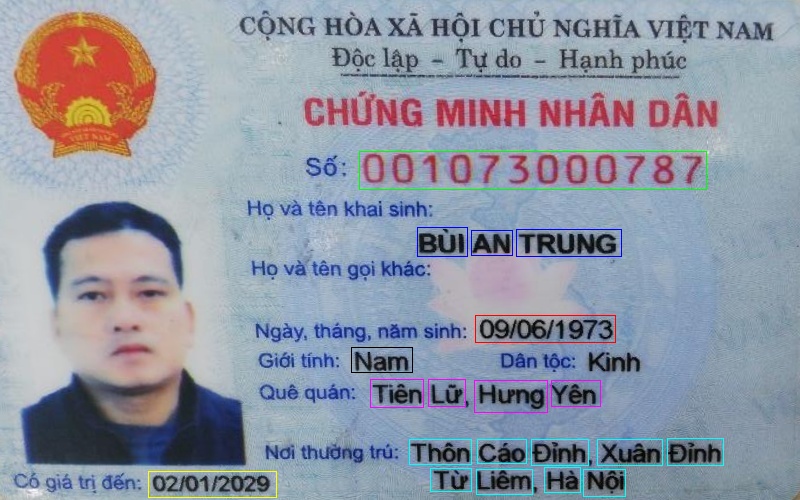 CỘNG HÒA XÃ HỘI CHỦ NGHĨA VIỆT NAM
Độc lập - Tự do - Hạnh phúc
CHỨNG MINH NHÂN DÂN
Số: 001073000787
Họ và tên khai sinh:
BÙI AN TRUNG
Họ và tên gọi khác:
Ngày, tháng, năm sinh: 09/06/1973
Giới tính: Nam Dân tộc: Kinh
Quê quán: Tiên Lữ, Hưng Yên
Nơi thường trú: Thôn Cáo Đỉnh, Xuân Đỉnh
Từ Liêm, Hà Nội
Có giá trị đến: 02/01/2029